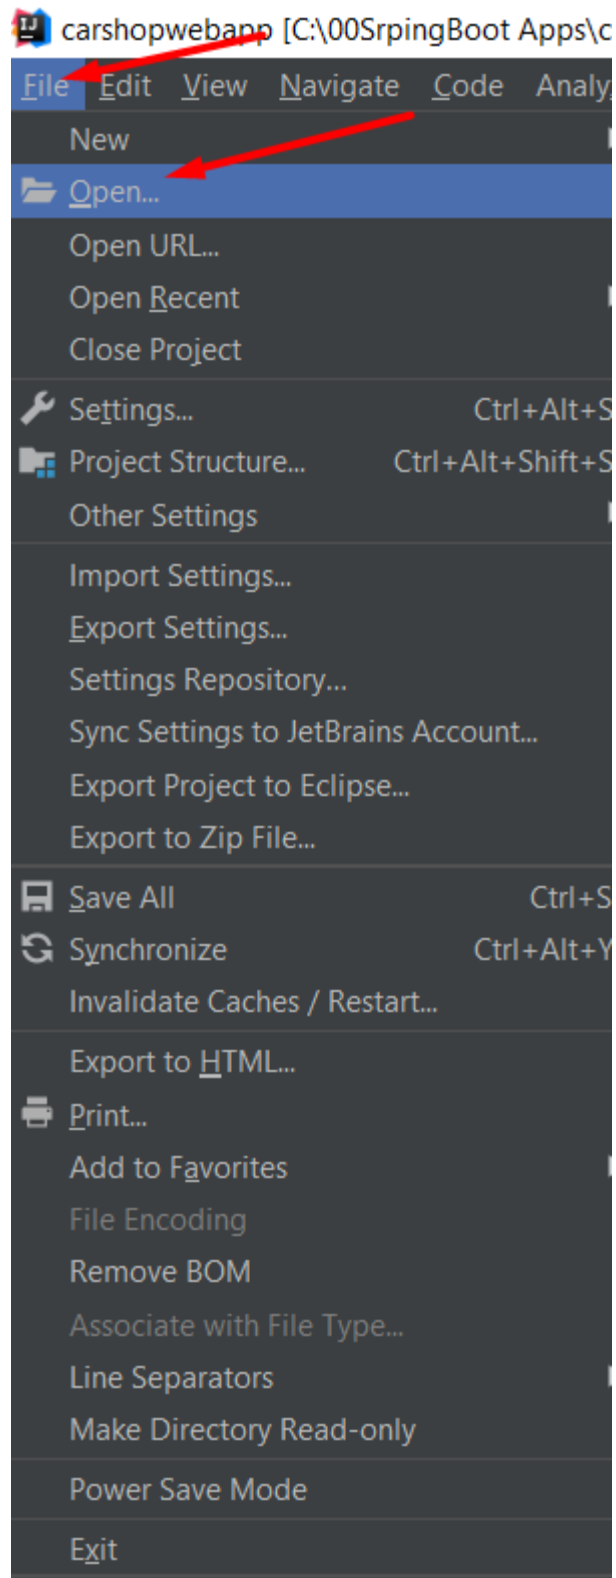 IJ carshopwebapp [C:\00SrpingBoot Apps\c
File Edit View Navigate Code Analy
New
Open...
Open URL...
Open Recent
Close Project
Settings... Ctrl+Alt+S
Project Structure... Ctrl+Alt+Shift+S
Other Settings
Import Settings...
Export Settings...
Settings Repository...
Sync Settings to JetBrains Account...
Export Project to Eclipse...
Export to Zip File...
Save All Ctrl+S
Synchronize Ctrl+Alt+Y
Invalidate Caches / Restart...
Export to HTML...
Print...
Add to Favorites
File Encoding
Remove BOM
Associate with File Type...
Line Separators
Make Directory Read-only
Power Save Mode
Exit